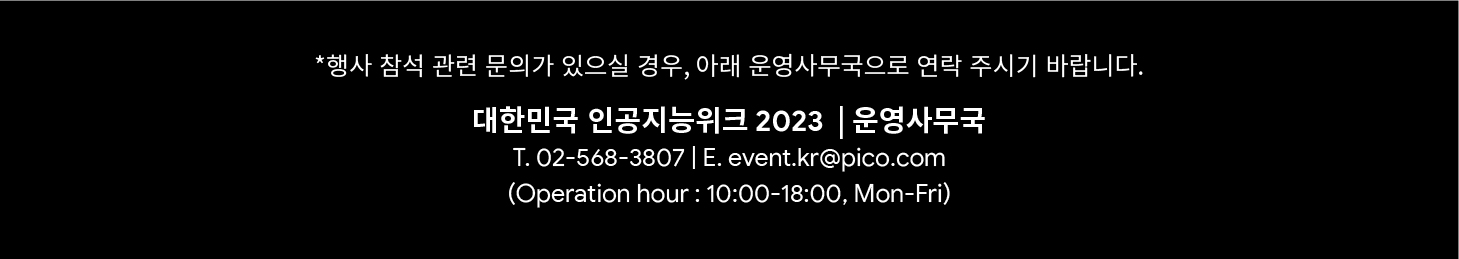 *행사 참석 관련 문의가 있으실 경우, 아래 운영사무국으로 연락 주시기 바랍니다.
대한민국 인공지능위크 2023 | 운영사무국
T. 02-568-3807 | E. event.kr@pico.com
(Operation hour : 10:00-18:00, Mon-Fri)